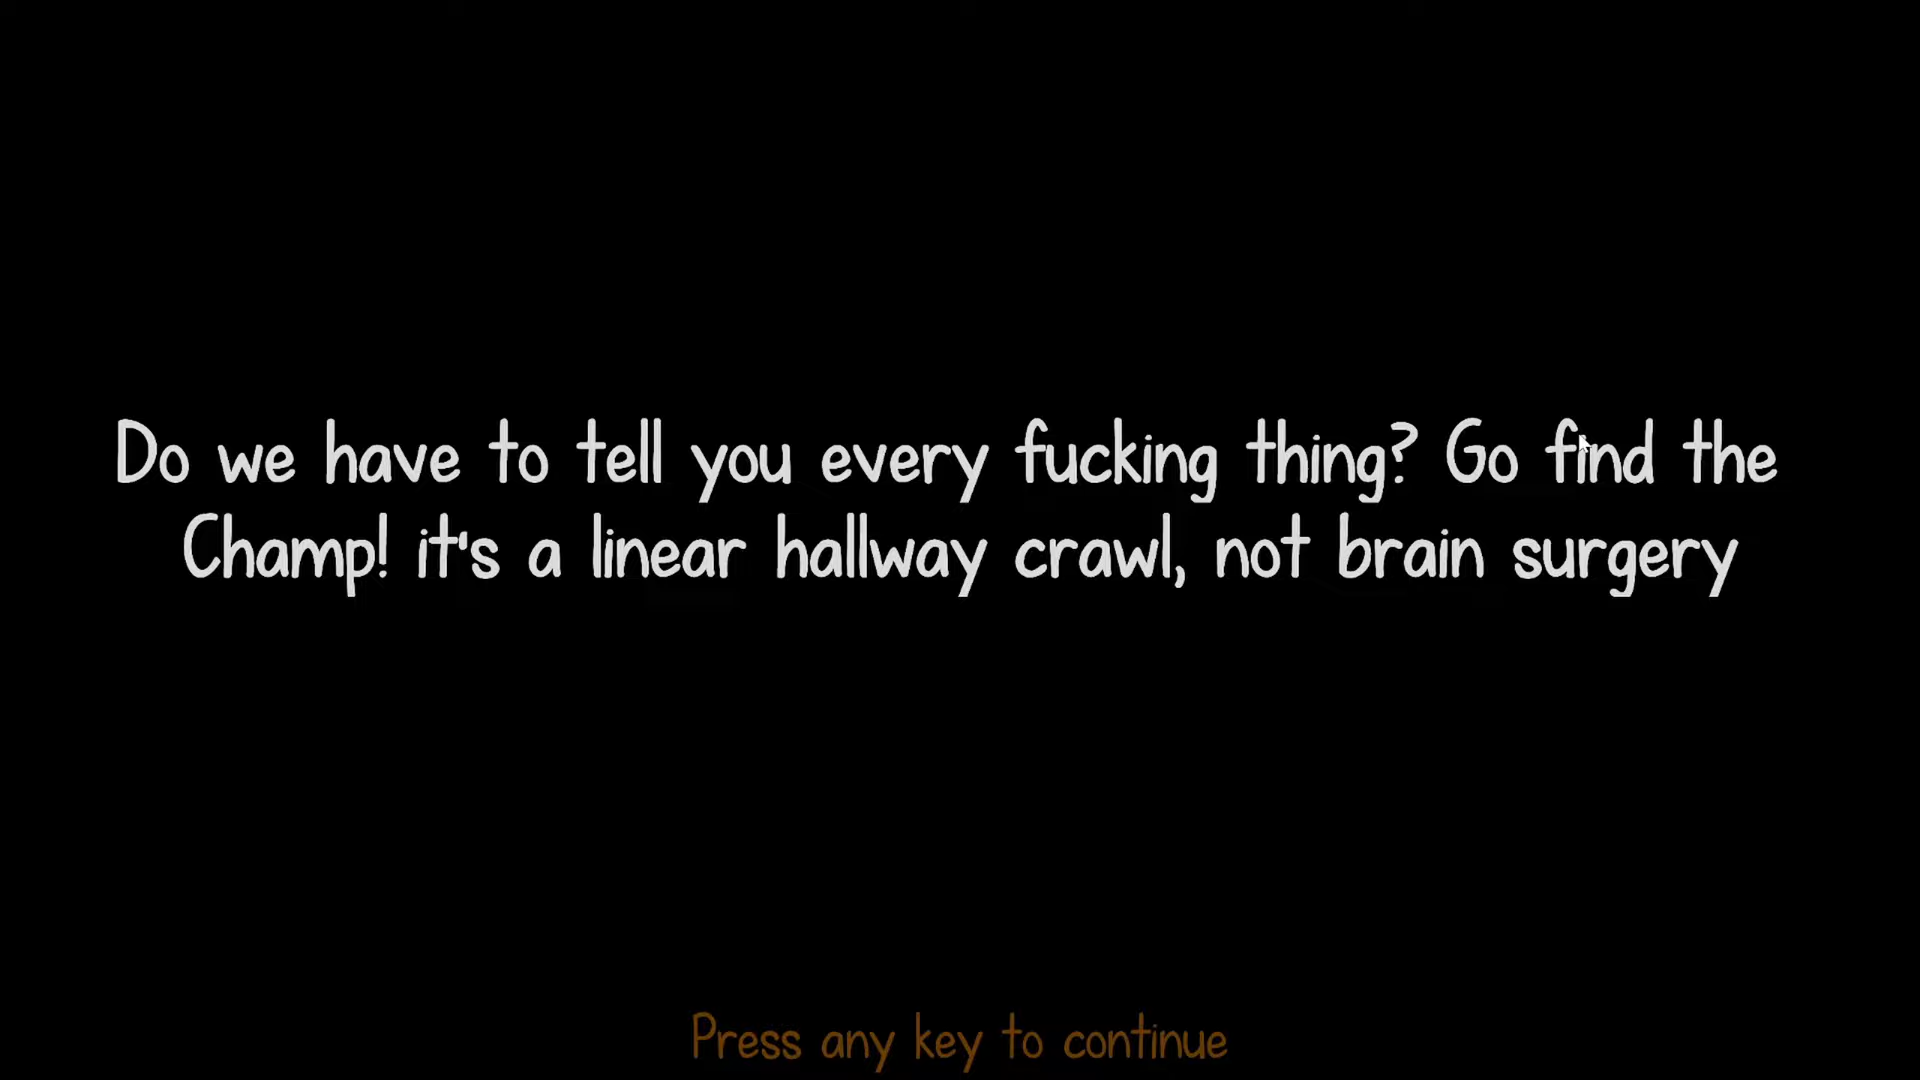 Do we have to tell you every fucking thing? Go find the
Champ! it's a linear hallway crawl, not brain surgery
Press any key to continue